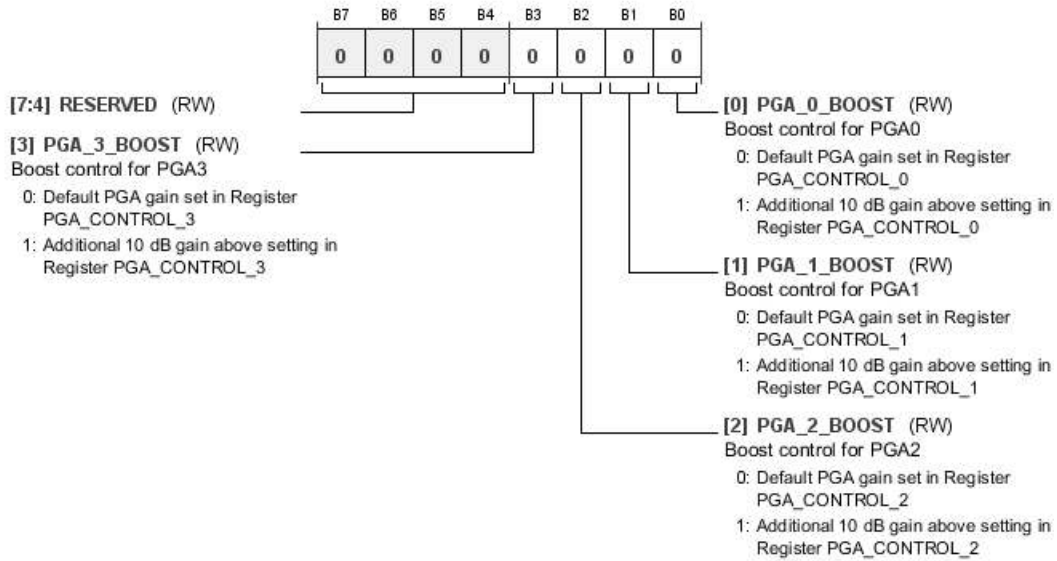 B7 B6 B5 B4 B3 B2 B1 B0
0 0 0 0 0 0 0 0
[7:4] RESERVED (RW)
[3] PGA_3_BOOST (RW)
Boost control for PGA3
0: Default PGA gain set in Register
PGA_CONTROL_3
1: Additional 10 dB gain above setting in
Register PGA_CONTROL_3
[0] PGA_0_BOOST (RW)
Boost control for PGA0
0: Default PGA gain set in Register
PGA_CONTROL_0
1: Additional 10 dB gain above setting in
Register PGA_CONTROL_0
[1] PGA_1_BOOST (RW)
Boost control for PGA1
0: Default PGA gain set in Register
PGA_CONTROL_1
1: Additional 10 dB gain above setting in
Register PGA_CONTROL_1
[2] PGA_2_BOOST (RW)
Boost control for PGA2
0: Default PGA gain set in Register
PGA_CONTROL_2
1: Additional 10 dB gain above setting in
Register PGA_CONTROL_2